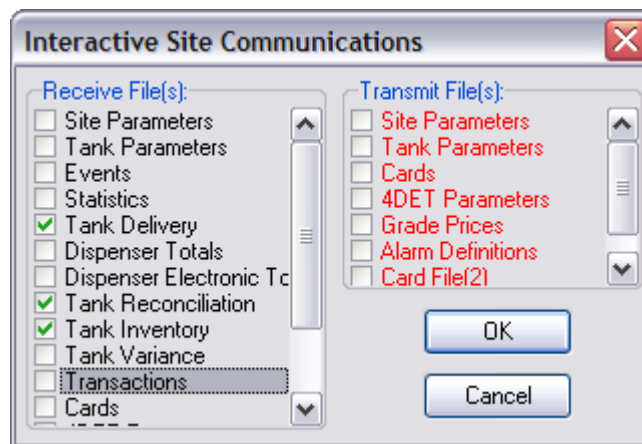 Interactive Site Communications
Receive File(s):
Site Parameters
Tank Parameters
Events
Statistics
Tank Delivery
Dispenser Totals
Dispenser Electronic Tc
Tank Reconciliation
Tank Inventory
Tank Variance
Transactions
Cards
Transmit File(s):
Site Parameters
Tank Parameters
Cards
4DET Parameters
Grade Prices
Alarm Definitions
Card File(2)
OK
Cancel